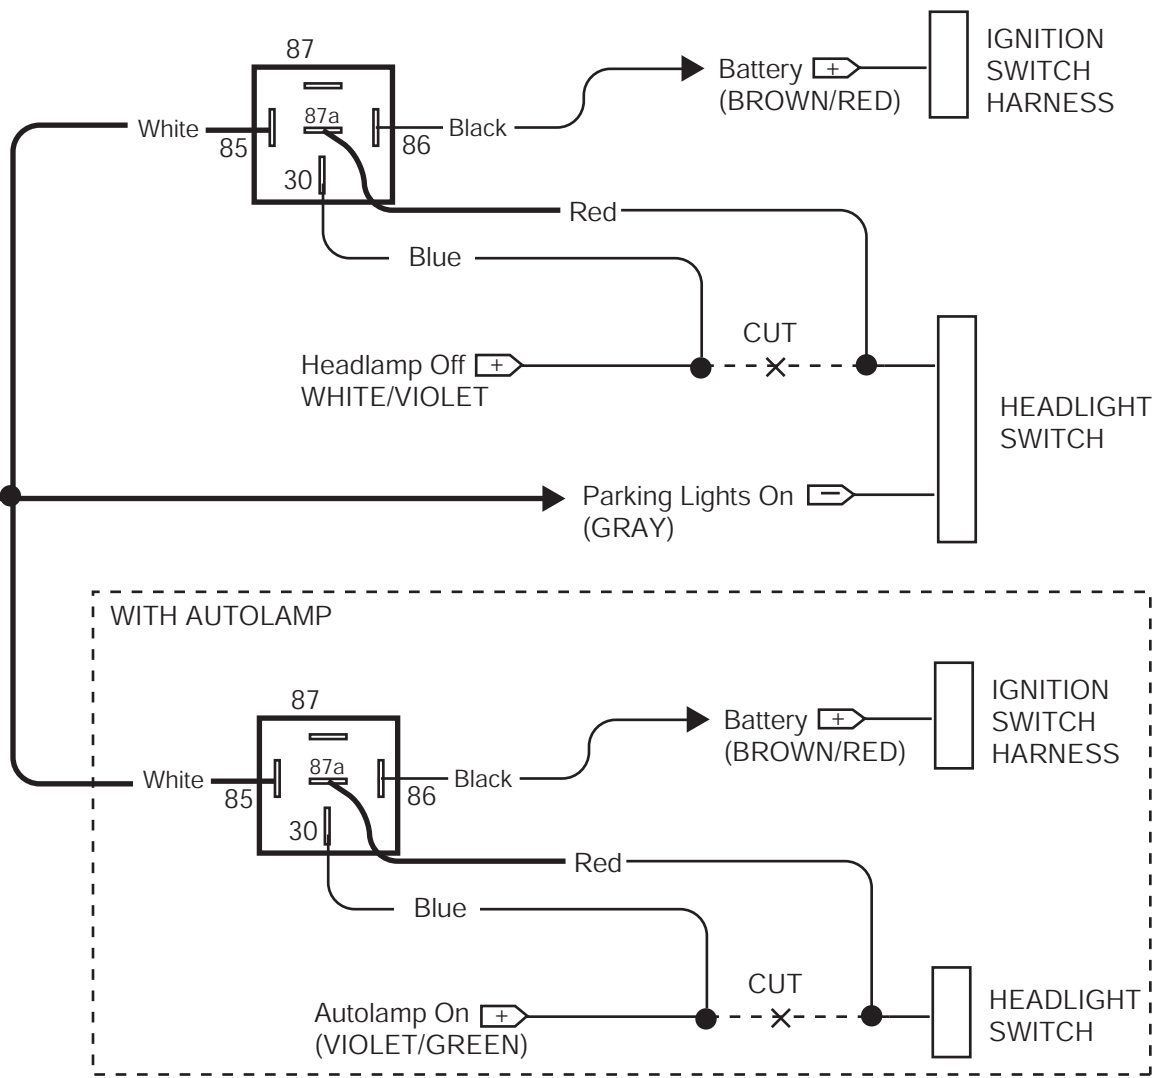 87
87a
White
85
86
Black
30
Red
Blue
Battery +
(BROWN/RED)
IGNITION
SWITCH
HARNESS
CUT
Headlamp Off +
WHITE/VIOLET
HEADLIGHT
SWITCH
Parking Lights On −
(GRAY)
WITH AUTOLAMP
87
87a
White
85
86
Black
30
Red
Blue
Battery +
(BROWN/RED)
IGNITION
SWITCH
HARNESS
CUT
Autolamp On +
(VIOLET/GREEN)
HEADLIGHT
SWITCH